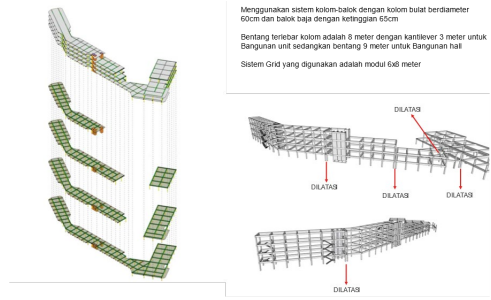 Menggunakan sistem kolom-balok dengan kolom bulat berdiameter
60cm dan balok baja dengan ketinggian 65cm
Bentang terlebar kolom adalah 8 meter dengan kantilever 3 meter untuk
Bangunan unit sedangkan bentang 9 meter untuk Bangunan hall
Sistem Grid yang digunakan adalah modul 6x8 meter
DILATASI
DILATASI
DILATASI
DILATASI
DILATASI